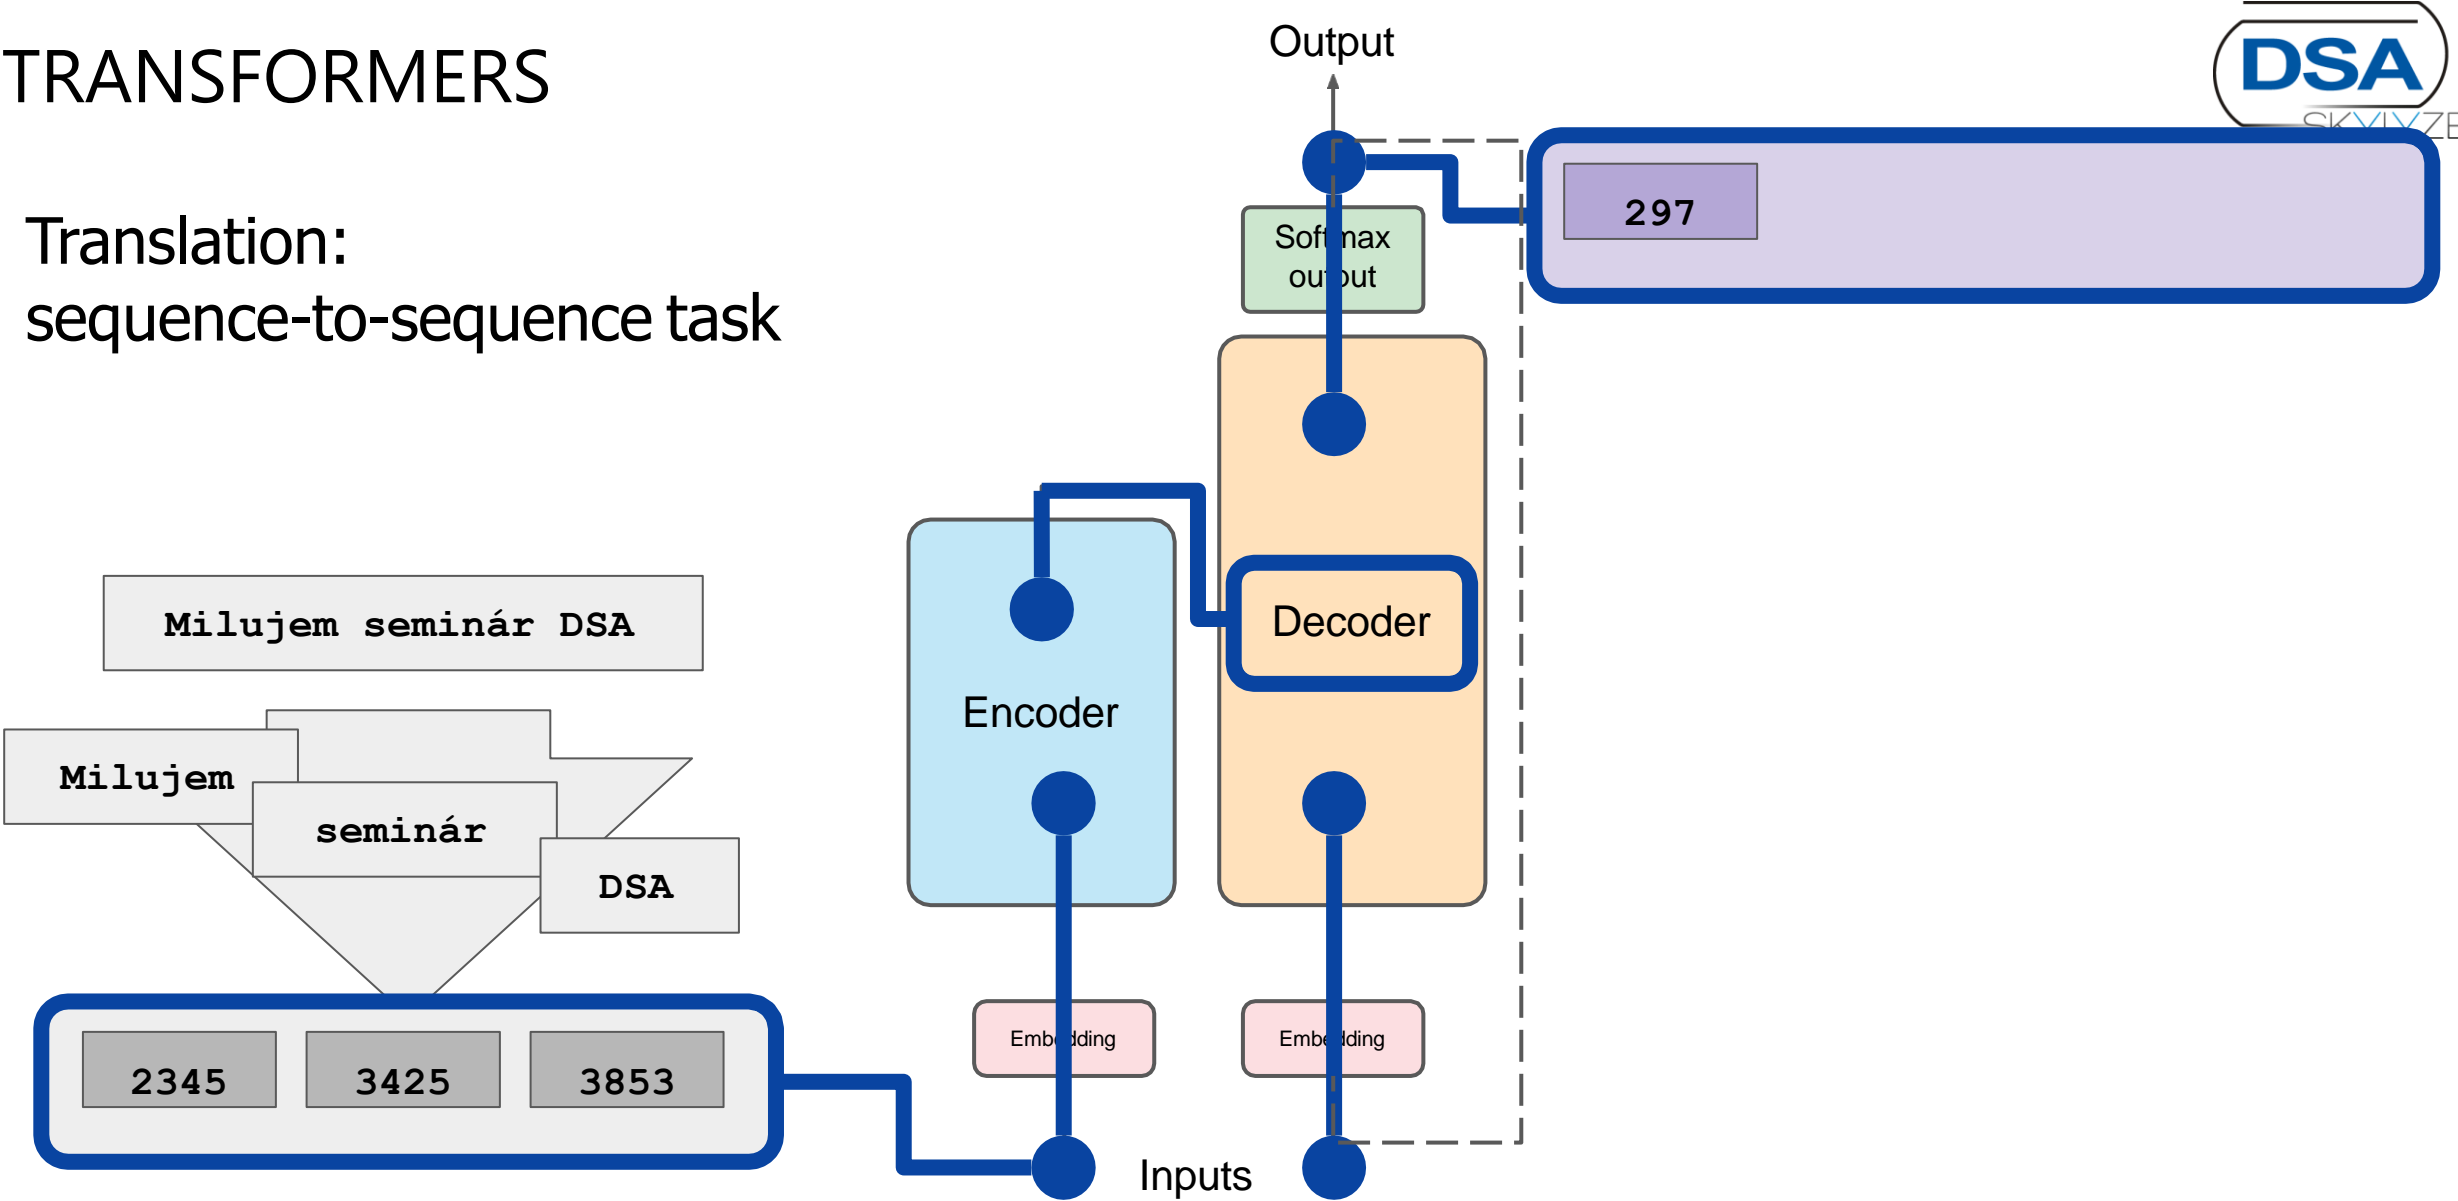 TRANSFORMERS
Translation:
sequence-to-sequence task
Output
DSA
297
Softmax
output
Milujem seminár DSA
Decoder
Encoder
Milujem
seminár
DSA
Embedding
Embedding
2345
3425
3853
Inputs